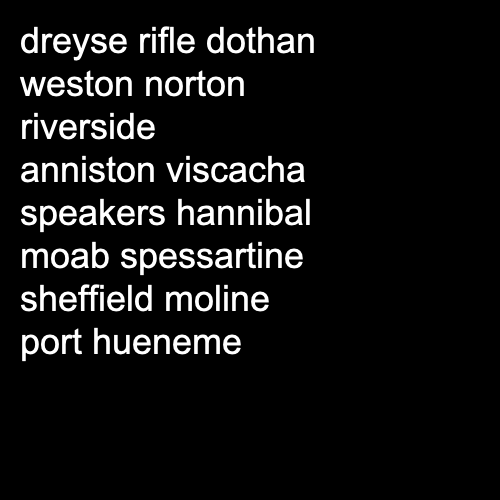 dreyse rifle dothan
weston norton
riverside
anniston viscacha
speakers hannibal
moab spessartine
sheffield moline
port hueneme